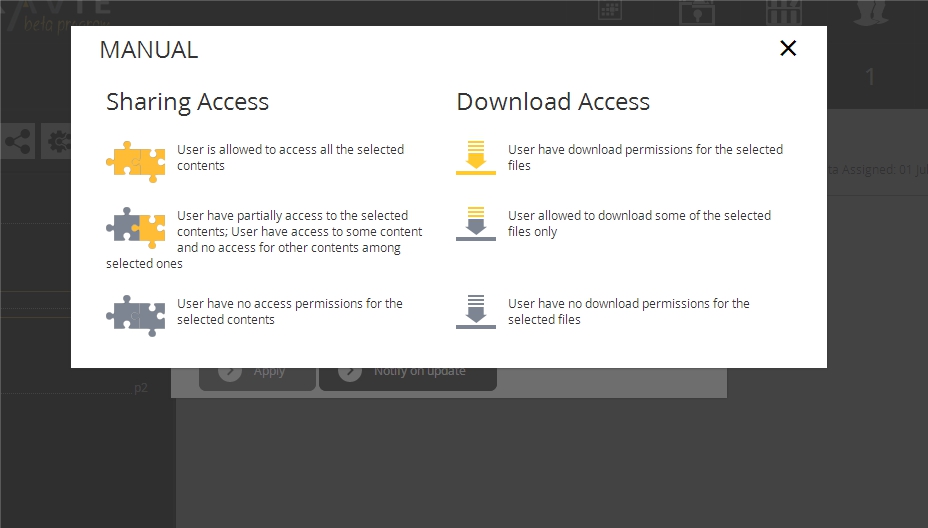 beta program
MANUAL
1
Sharing Access
Download Access
User is allowed to access all the selected
contents
User have download permissions for the selected
files
User have partially access to the selected
contents; User have access to some content
and no access for other contents among
selected ones
User allowed to download some of the selected
files only
User have no access permissions for the
selected contents
User have no download permissions for the
selected files
Assigned: 01
Apply
Notify on update
p2